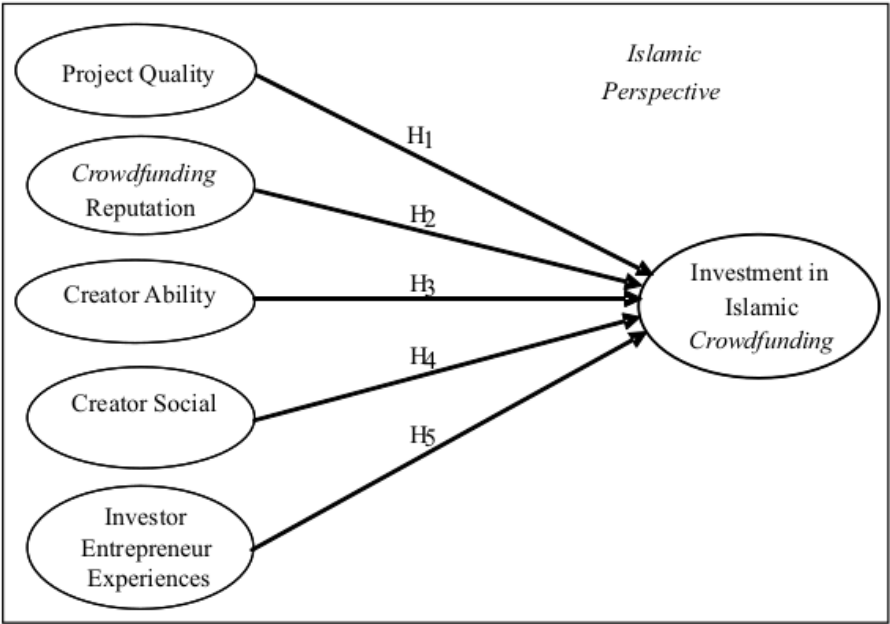 Project Quality
Islamic
Perspective
H1
Crowdfunding
Reputation
H2
Creator Ability
H3
Investment in
Islamic
Crowdfunding
H4
Creator Social
H5
Investor
Entrepreneur
Experiences